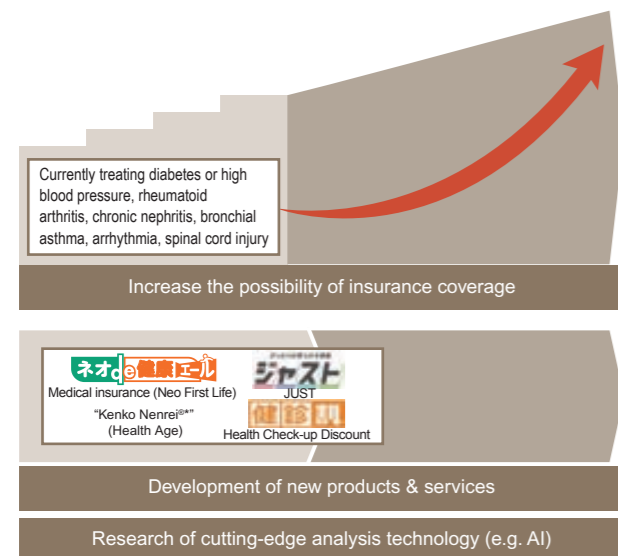 Currently treating diabetes or high
blood pressure, rheumatoid
arthritis, chronic nephritis, bronchial
asthma, arrhythmia, spinal cord injury
Increase the possibility of insurance coverage
ネオde健康エール
Medical insurance (Neo First Life)
“Kenko Nenrei®*”
(Health Age)
ジャスト
JUST
健診割
Health Check-up Discount
Development of new products & services
Research of cutting-edge analysis technology (e.g. AI)